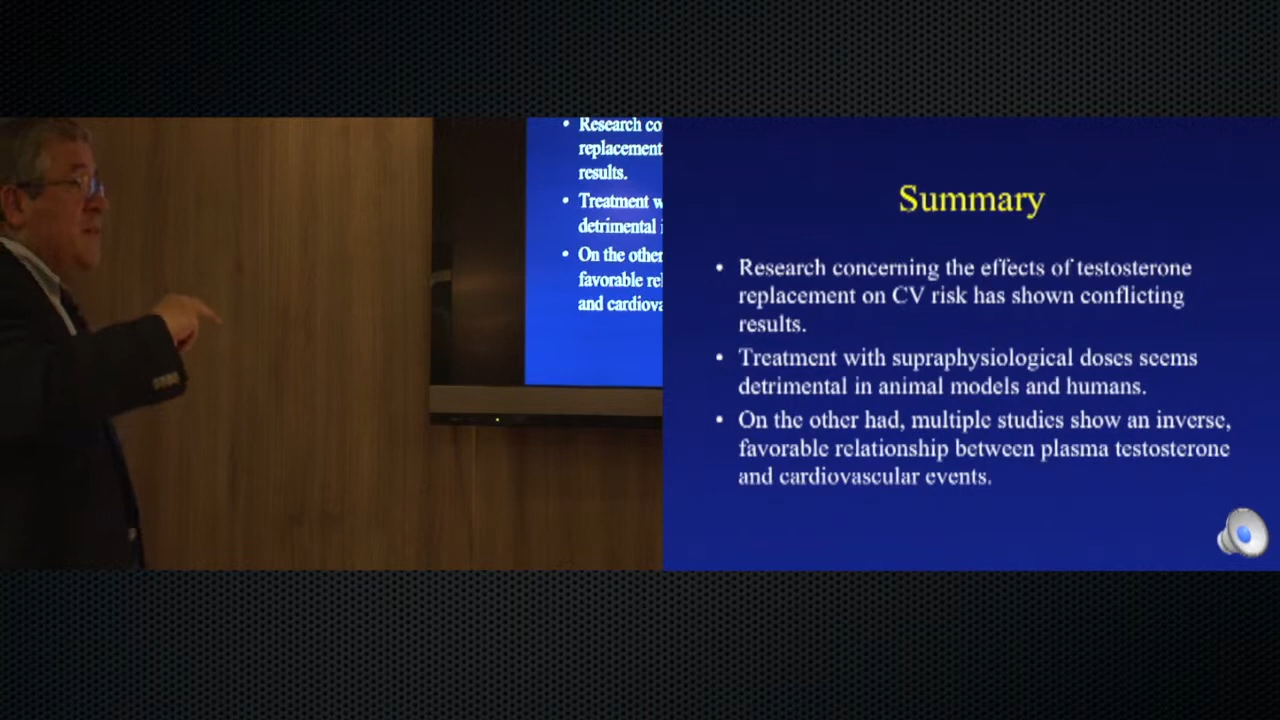 • Research co
replacement
results.
• Treatment w
detrimental i
• On the other
favorable rel
and cardiova
Summary
• Research concerning the effects of testosterone
replacement on CV risk has shown conflicting
results.
• Treatment with supraphysiological doses seems
detrimental in animal models and humans.
• On the other had, multiple studies show an inverse,
favorable relationship between plasma testosterone
and cardiovascular events.